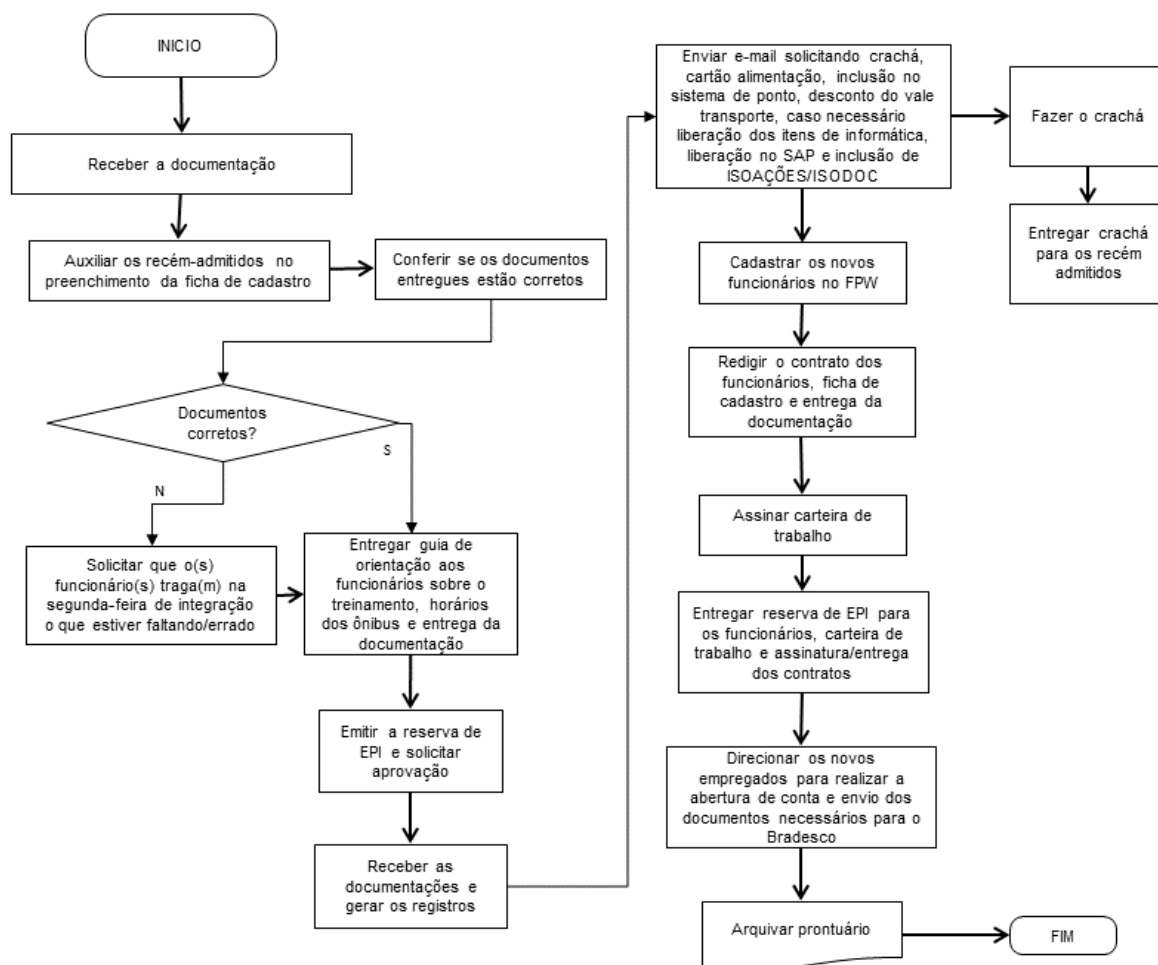 INICIO
Receber a documentação
Auxiliar os recém-admitidos no
preenchimento da ficha de cadastro
Conferir se os documentos
entregues estão corretos
Documentos
corretos?
S
N
Solicitar que o(s)
funcionário(s) traga(m) na
segunda-feira de integração
o que estiver faltando/errado
Entregar guia de
orientação aos
funcionários sobre o
treinamento, horários
dos ônibus e entrega da
documentação
Emitir a reserva de
EPI e solicitar
aprovação
Receber as
documentações e
gerar os registros
Enviar e-mail solicitando crachá,
cartão alimentação, inclusão no
sistema de ponto, desconto do vale
transporte, caso necessário
liberação dos itens de informática,
liberação no SAP e inclusão de
ISOAÇÕES/ISODOC
Fazer o crachá
Entregar crachá
para os recém
admitidos
Cadastrar os novos
funcionários no FPW
Redigir o contrato dos
funcionários, ficha de
cadastro e entrega da
documentação
Assinar carteira de
trabalho
Entregar reserva de EPI para
os funcionários, carteira de
trabalho e assinatura/entrega
dos contratos
Direcionar os novos
empregados para realizar a
abertura de conta e envio dos
documentos necessários para o
Bradesco
Arquivar prontuário
FIM